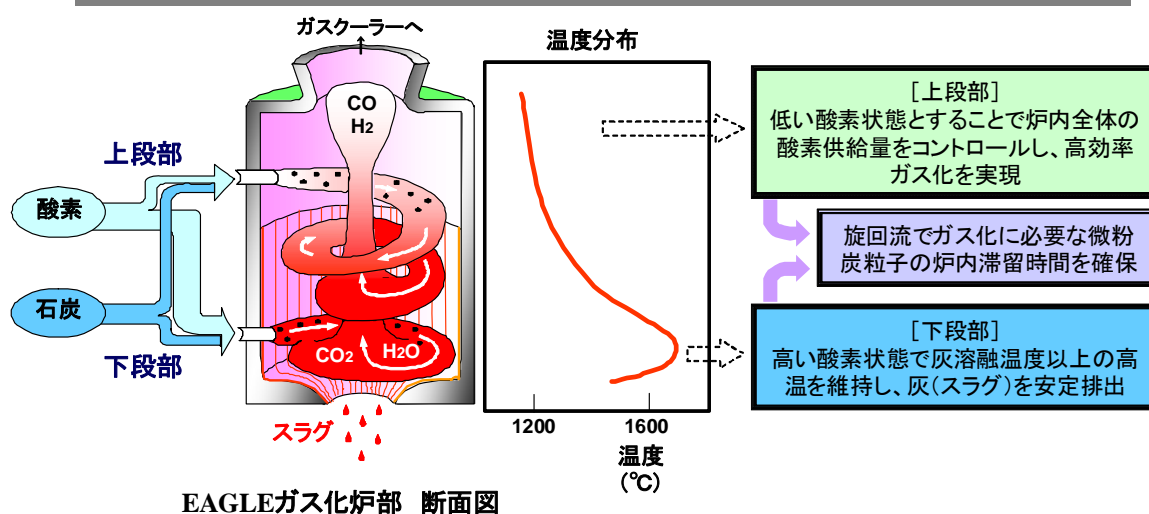 ガスクーラーへ
温度分布
CO
H2
上段部
酸素
石炭
下段部
CO2
H2O
スラグ
1200
1600
温度
(℃)
EAGLEガス化炉部 断面図
[上段部]
低い酸素状態とすることで炉内全体の
酸素供給量をコントロールし、高効率
ガス化を実現
旋回流でガス化に必要な微粉
炭粒子の炉内滞留時間を確保
[下段部]
高い酸素状態で灰溶融温度以上の高
温を維持し、灰(スラグ)を安定排出